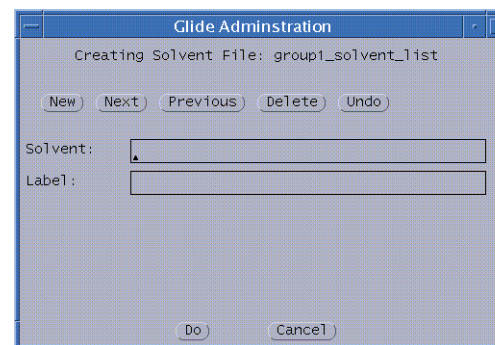 Glide Adminstration
Creating Solvent File: group1_solvent_list
New Next Previous Delete Undo
Solvent:
Label:
Do Cancel